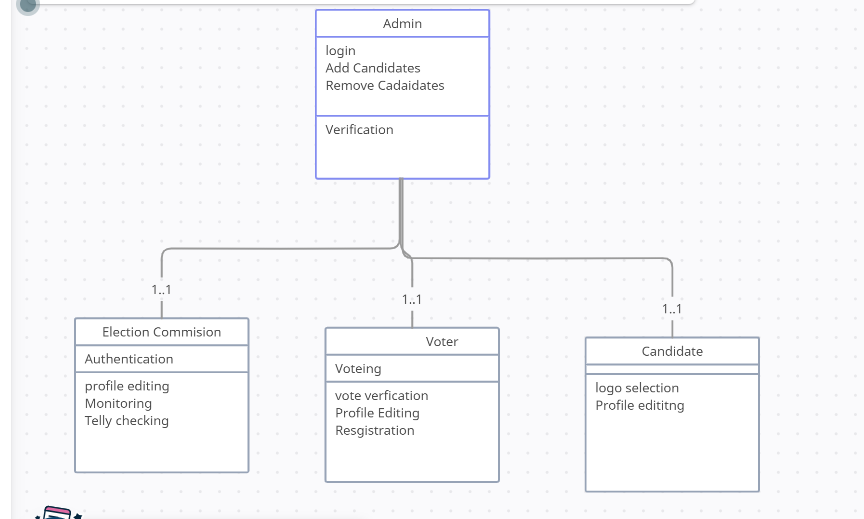 Admin
login
Add Candidates
Remove Cadaidates
Verification
1..1
1..1
1..1
Election Commision
Authentication
profile editing
Monitoring
Telly checking
Voter
Voteing
vote verfication
Profile Editing
Resgistration
Candidate
logo selection
Profile edititng